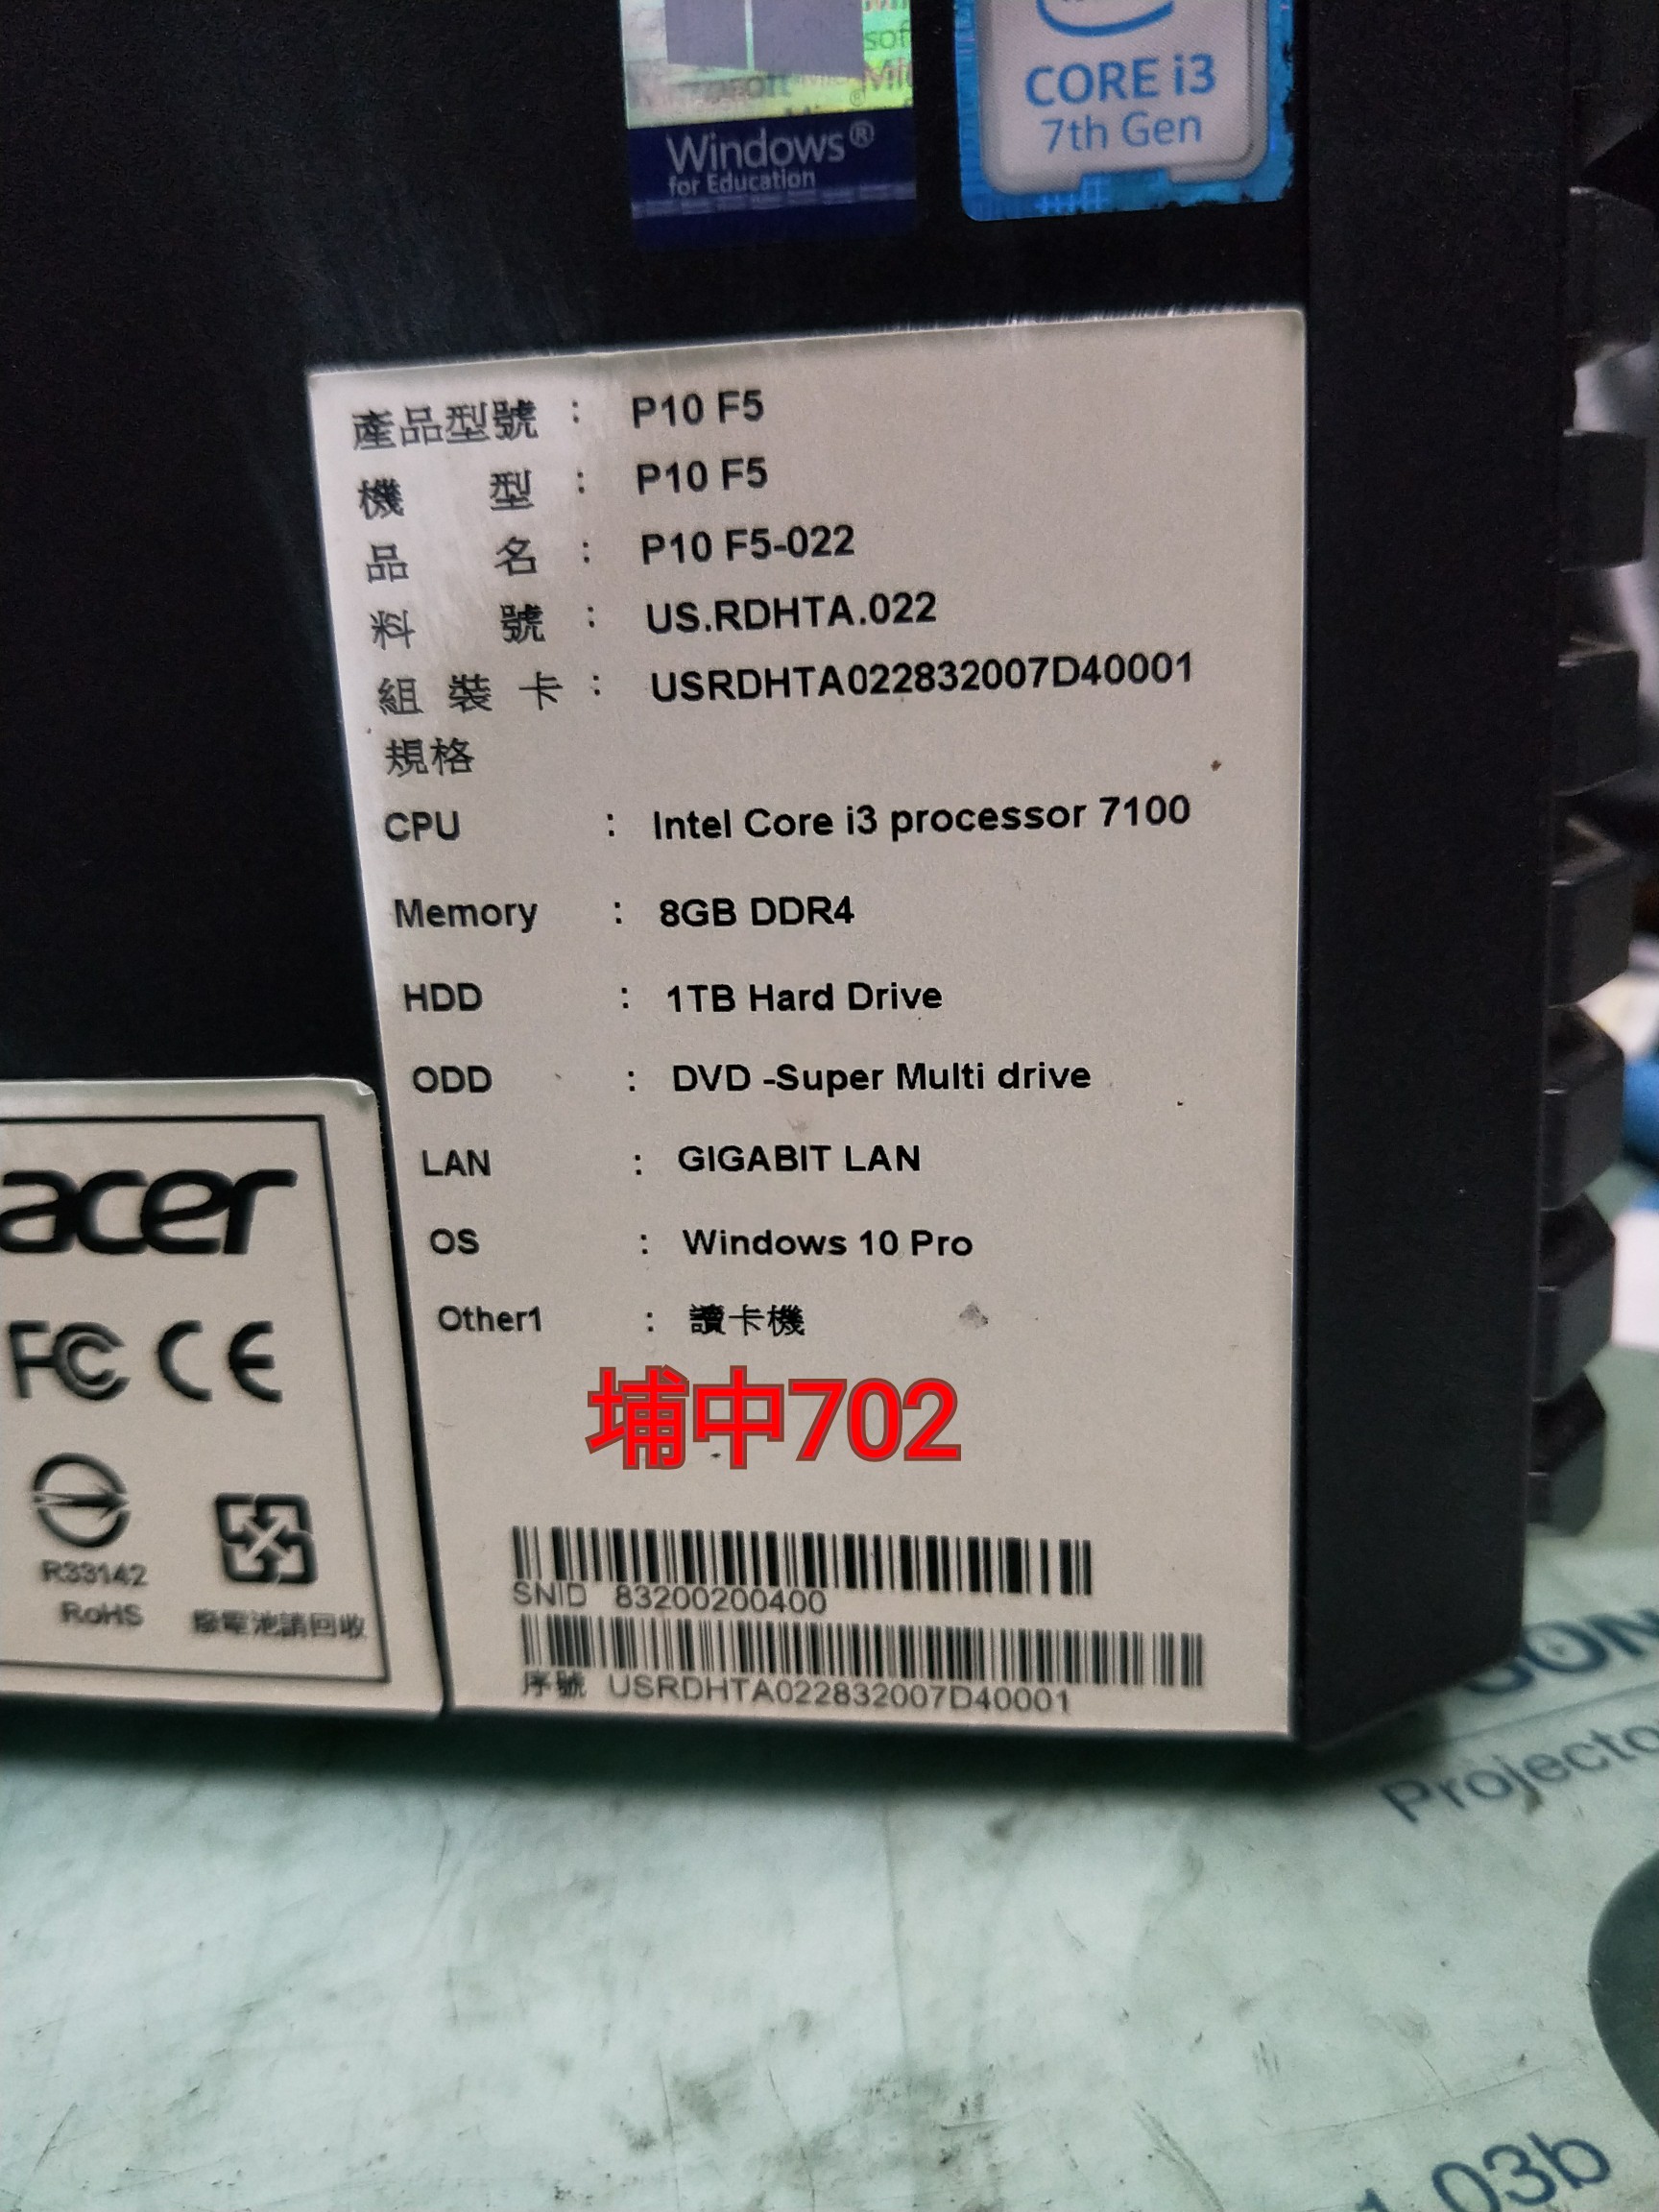 Windows®
for Education
CORE i3
7th Gen
產品型號 : P10 F5
機型 : P10 F5
品名 : P10 F5-022
料號 : US.RDHTA.022
組裝卡 : USRDHTA022832007D40001
規格
CPU : Intel Core i3 processor 7100
Memory : 8GB DDR4
HDD : 1TB Hard Drive
ODD : DVD -Super Multi drive
LAN : GIGABIT LAN
OS : Windows 10 Pro
Other1 : 讀卡機
埔中702
SNID 83200200400
序號 USRDHTA022832007D40001
acer
FC CE
R33142
RoHS
廢電池請回收
Projecto
1.03b